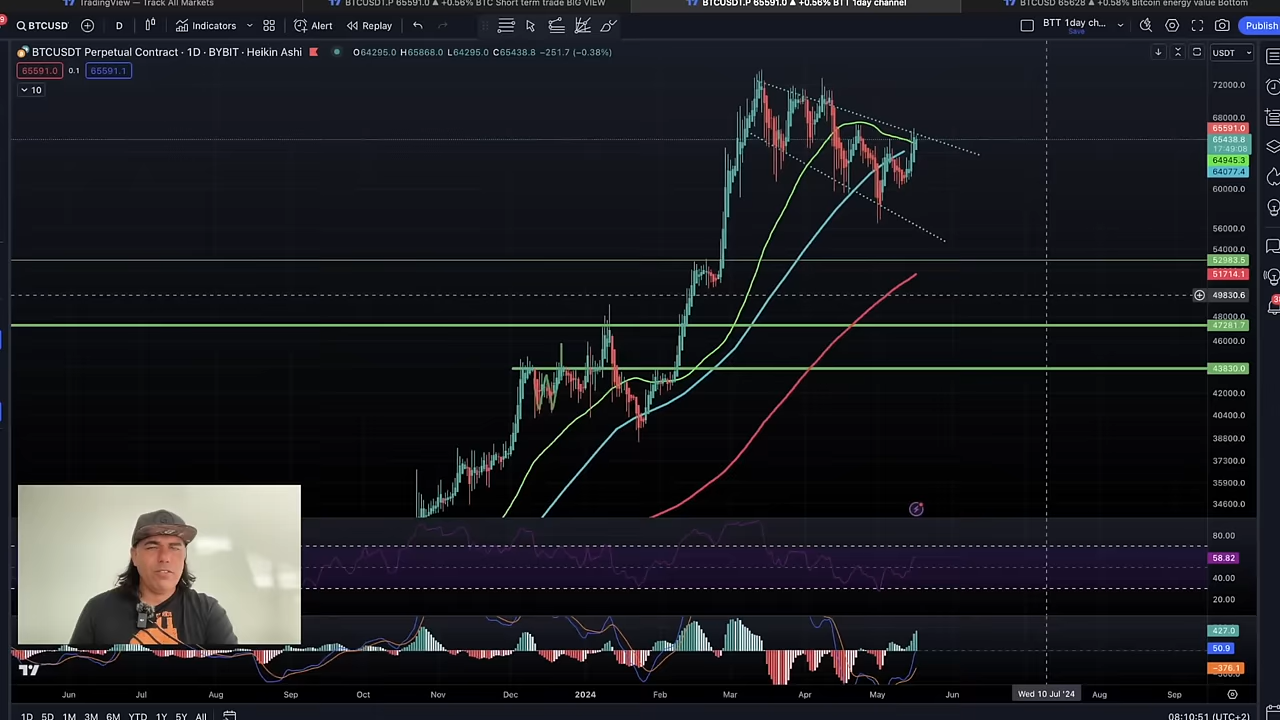 TradingView — Track All Markets
BTCUSDT.P 65591.0 ▲ +0.56% BTC Short term trade BIG VIEW
BTCUSDT.P 65591.0 ▲ +0.56% BTT 1day channel
BTCUSD 65628 ▲ +0.58% Bitcoin energy value Bottom
BTCUSD
D
Indicators
Alert
Replay
BTT 1day ch...
Save
Publish
BTCUSDT Perpetual Contract · 1D · BYBIT · Heikin Ashi
O64295.0 H65868.0 L64295.0 C65438.8 −251.7 (−0.38%)
USDT
65591.0
0.1
65591.1
10
72000.0
68000.0
65591.0
65438.8
17:49:08
64945.3
64077.4
60000.0
56000.0
54000.0
52983.5
51714.1
49830.6
48000.0
47281.7
46000.0
43830.0
42000.0
40400.0
38800.0
37300.0
35900.0
34600.0
80.00
58.82
40.00
20.00
427.0
50.9
−376.1
Jun
Jul
Aug
Sep
Oct
Nov
Dec
2024
Feb
Mar
Apr
May
Jun
Wed 10 Jul '24
Aug
Sep
1D 5D 1M 3M 6M YTD 1Y 5Y All
08:10:51 (UTC+2)